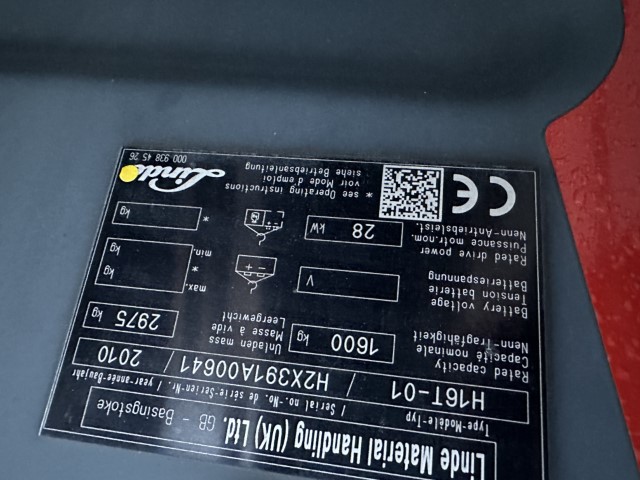 Linde Material Handling (UK) Ltd. GB - Basingstoke
Type-Modele-Typ / Serial no.-No. de série-Serien-Nr. / year-année-Baujahr
H16T-01 / H2X391A00641 / 2010
Rated capacity
Capacité nominale
Nenn-Tragfähigkeit
1600 kg
Unladen mass
Masse à vide
Leergewicht
2975 kg
Battery voltage
Tension batterie
Batteriespannung
V
- +
max.
*
min.
kg
kg
Rated drive power
Puissance motr.nom.
Nenn-Antriebsleist.
28 kW
*
kg
CE
* see Operating instructions
voir Mode d'emploi
siehe Betriebsanleitung
Linde
000 938 45 26